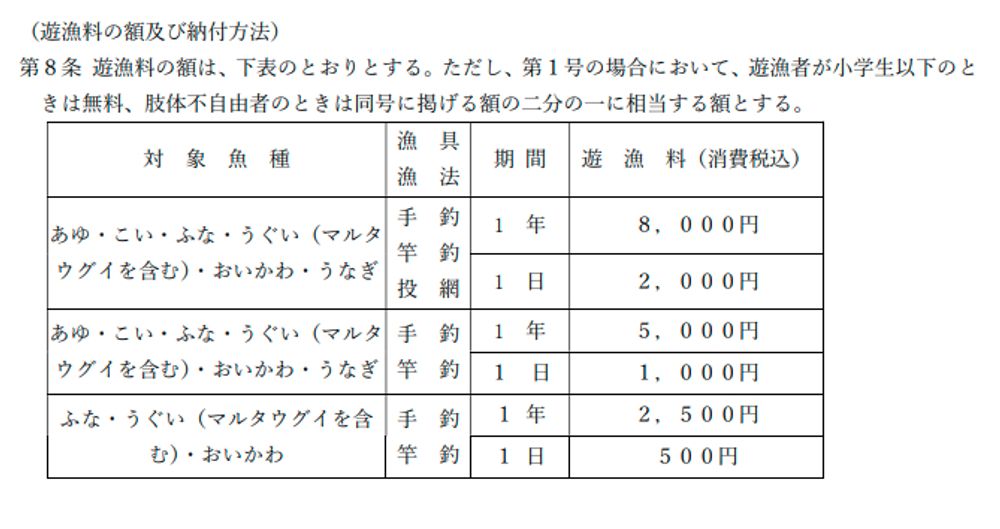 （遊漁料の額及び納付方法）
第８条 遊漁料の額は、下表のとおりとする。ただし、第１号の場合において、遊漁者が小学生以下のと
きは無料、肢体不自由者のときは同号に掲げる額の二分の一に相当する額とする。
対 象 魚 種
漁 具
漁 法
期 間
遊 漁 料（消費税込）
あゆ・こい・ふな・うぐい（マルタ
ウグイを含む）・おいかわ・うなぎ
手 釣
竿 釣
投 網
１ 年
８，０００円
１ 日
２，０００円
あゆ・こい・ふな・うぐい（マルタ
ウグイを含む）・おいかわ・うなぎ
手 釣
竿 釣
１ 年
５，０００円
１ 日
１，０００円
ふな・うぐい（マルタウグイを含
む）・おいかわ
手 釣
竿 釣
１ 年
２，５００円
１ 日
５００円